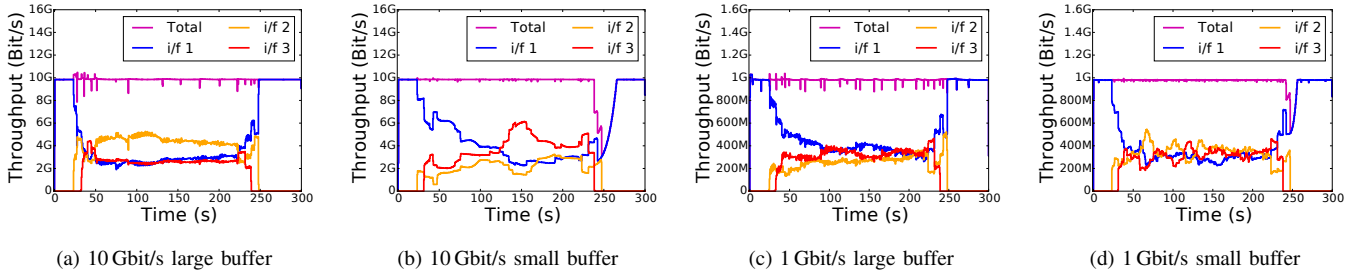 16G
14G
12G
10G
8G
6G
4G
2G
0
0 50 100 150 200 250 300
Throughput (Bit/s)
Time (s)
Total i/f 2
i/f 1 i/f 3
(a) 10 Gbit/s large buffer
16G
14G
12G
10G
8G
6G
4G
2G
0
0 50 100 150 200 250 300
Throughput (Bit/s)
Time (s)
Total i/f 2
i/f 1 i/f 3
(b) 10 Gbit/s small buffer
1.6G
1.4G
1.2G
1G
800M
600M
400M
200M
0
0 50 100 150 200 250 300
Throughput (Bit/s)
Time (s)
Total i/f 2
i/f 1 i/f 3
(c) 1 Gbit/s large buffer
1.6G
1.4G
1.2G
1G
800M
600M
400M
200M
0
0 50 100 150 200 250 300
Throughput (Bit/s)
Time (s)
Total i/f 2
i/f 1 i/f 3
(d) 1 Gbit/s small buffer